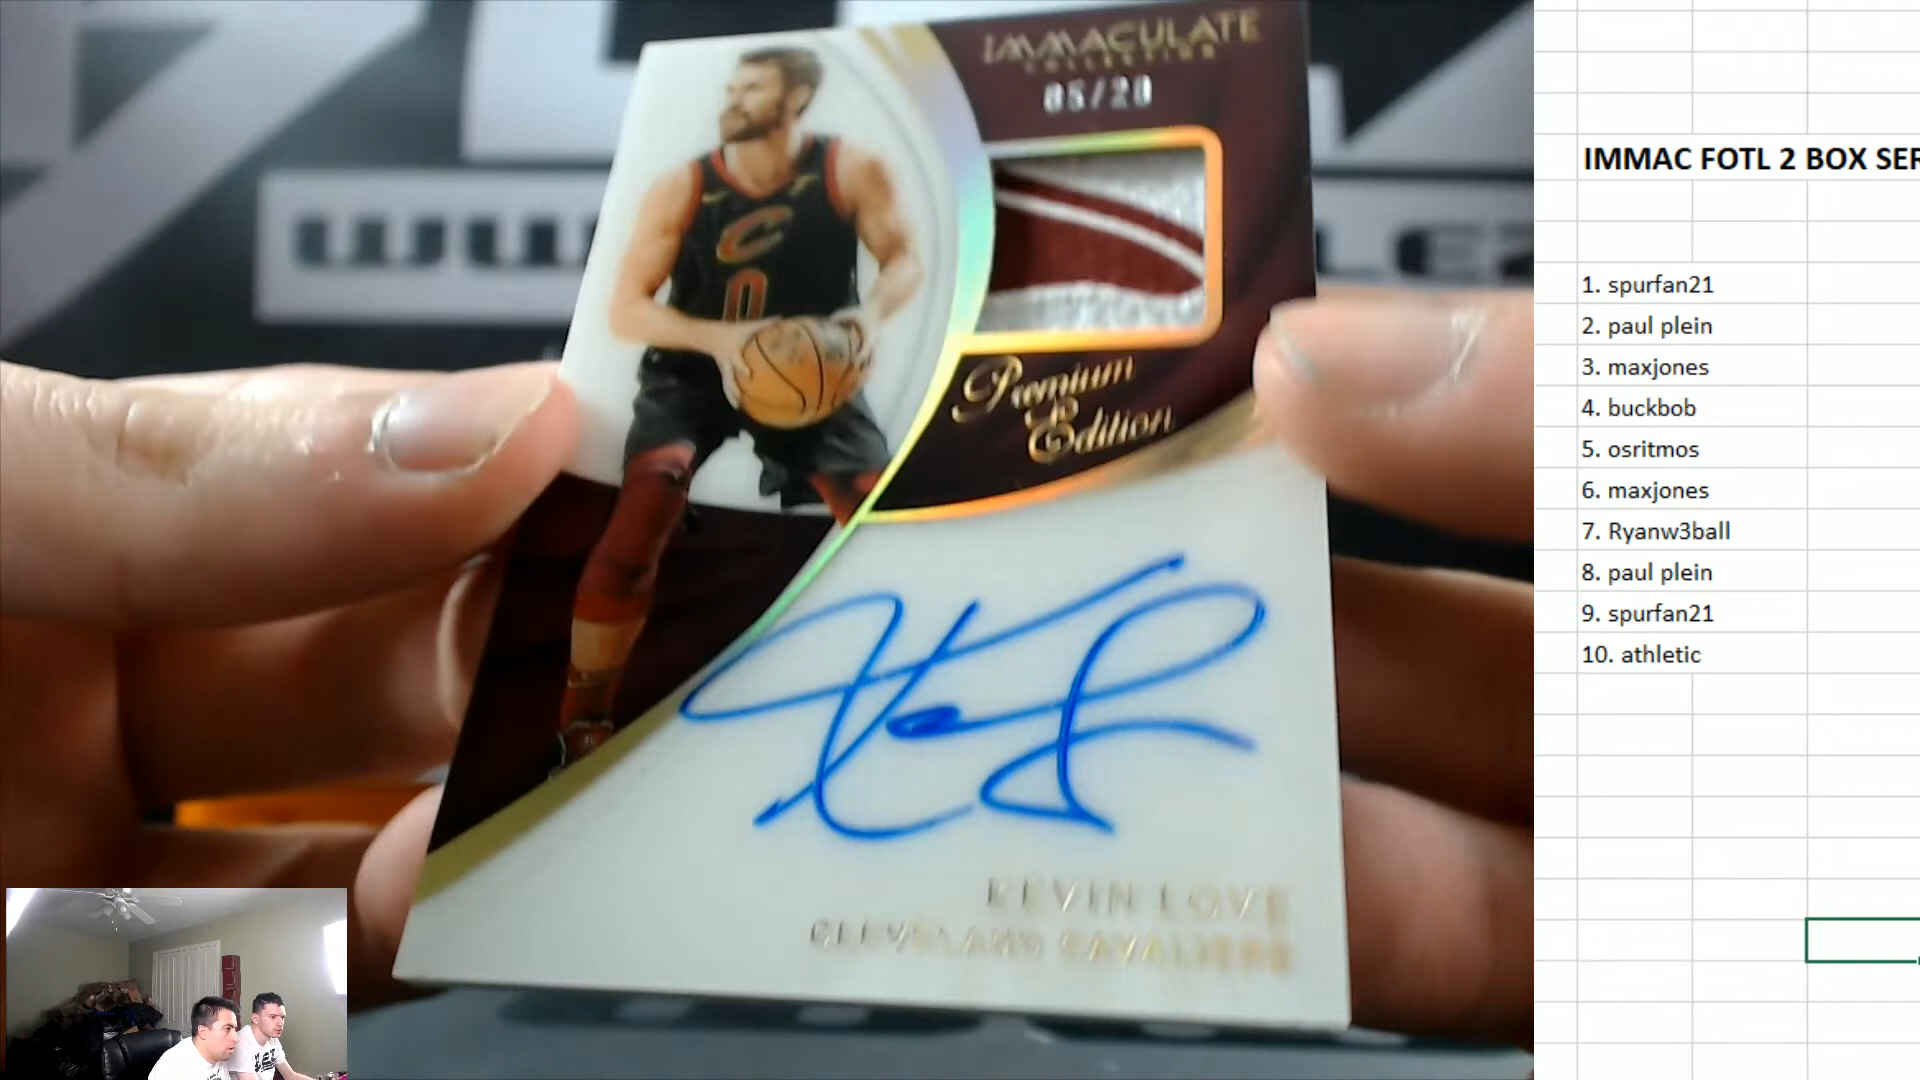 IMMACULATE
COLLECTION
05/20
C
0
Premium
Edition
KEVIN LOVE
CLEVELAND CAVALIERS
IMMAC FOTL 2 BOX SER
1. spurfan21
2. paul plein
3. maxjones
4. buckbob
5. osritmos
6. maxjones
7. Ryanw3ball
8. paul plein
9. spurfan21
10. athletic